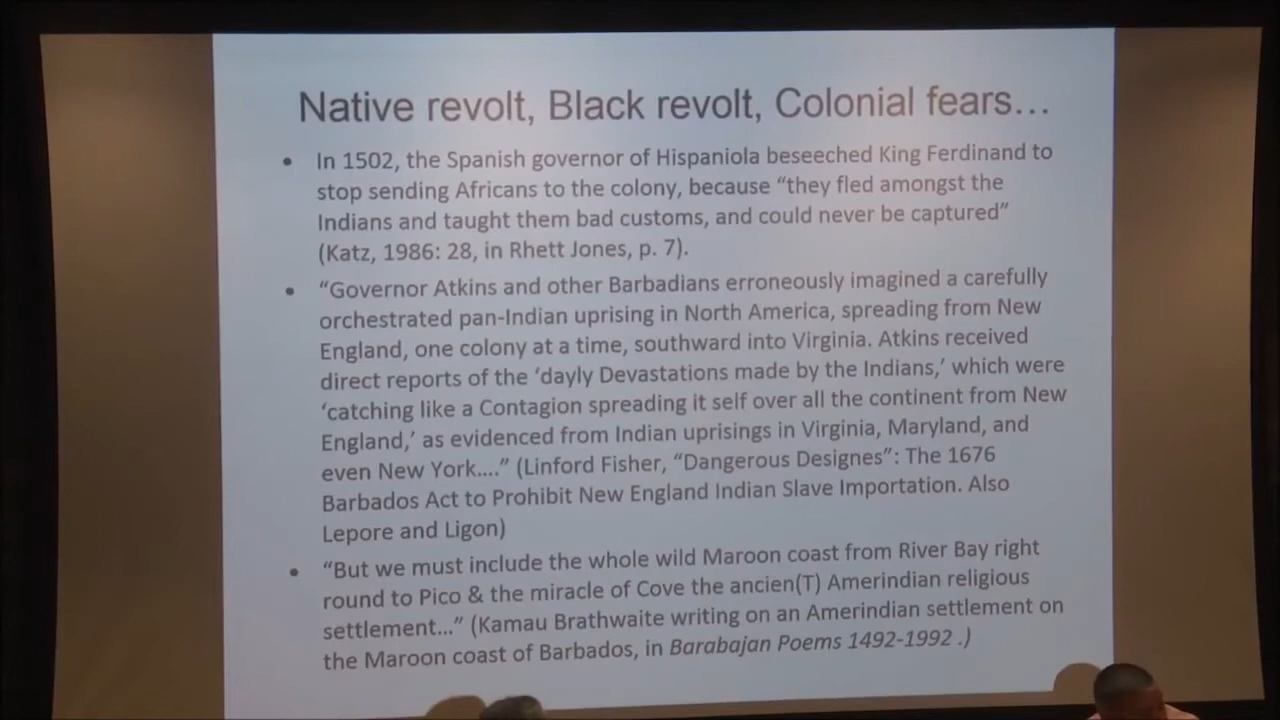 Native revolt, Black revolt, Colonial fears…
• In 1502, the Spanish governor of Hispaniola beseeched King Ferdinand to
stop sending Africans to the colony, because “they fled amongst the
Indians and taught them bad customs, and could never be captured”
(Katz, 1986: 28, in Rhett Jones, p. 7).
• “Governor Atkins and other Barbadians erroneously imagined a carefully
orchestrated pan-Indian uprising in North America, spreading from New
England, one colony at a time, southward into Virginia. Atkins received
direct reports of the ‘dayly Devastations made by the Indians,’ which were
‘catching like a Contagion spreading it self over all the continent from New
England,’ as evidenced from Indian uprisings in Virginia, Maryland, and
even New York….” (Linford Fisher, “Dangerous Designes”: The 1676
Barbados Act to Prohibit New England Indian Slave Importation. Also
Lepore and Ligon)
• “But we must include the whole wild Maroon coast from River Bay right
round to Pico & the miracle of Cove the ancien(T) Amerindian religious
settlement…” (Kamau Brathwaite writing on an Amerindian settlement on
the Maroon coast of Barbados, in Barabajan Poems 1492-1992 .)